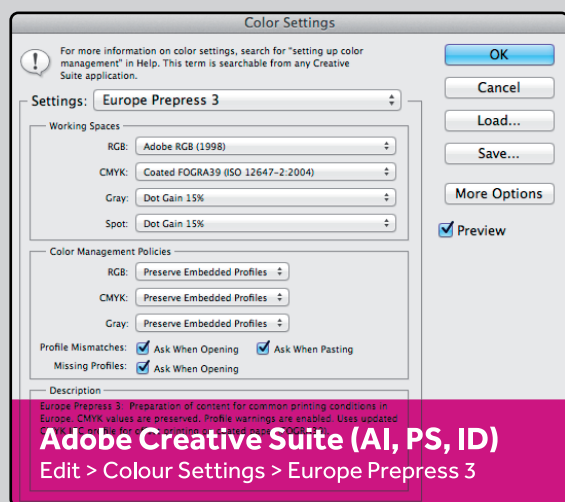 Color Settings
For more information on color settings, search for "setting up color
management" in Help. This term is searchable from any Creative
Suite application.
OK
Cancel
Load...
Save...
More Options
Preview
Settings: Europe Prepress 3
Working Spaces
RGB: Adobe RGB (1998)
CMYK: Coated FOGRA39 (ISO 12647-2:2004)
Gray: Dot Gain 15%
Spot: Dot Gain 15%
Color Management Policies
RGB: Preserve Embedded Profiles
CMYK: Preserve Embedded Profiles
Gray: Preserve Embedded Profiles
Profile Mismatches: Ask When Opening Ask When Pasting
Missing Profiles: Ask When Opening
Description
Europe Prepress 3: Preparation of content for common printing conditions in
Europe. CMYK values are preserved. Profile warnings are enabled. Uses updated
Adobe Creative Suite (AI, PS, ID)
Edit > Colour Settings > Europe Prepress 3